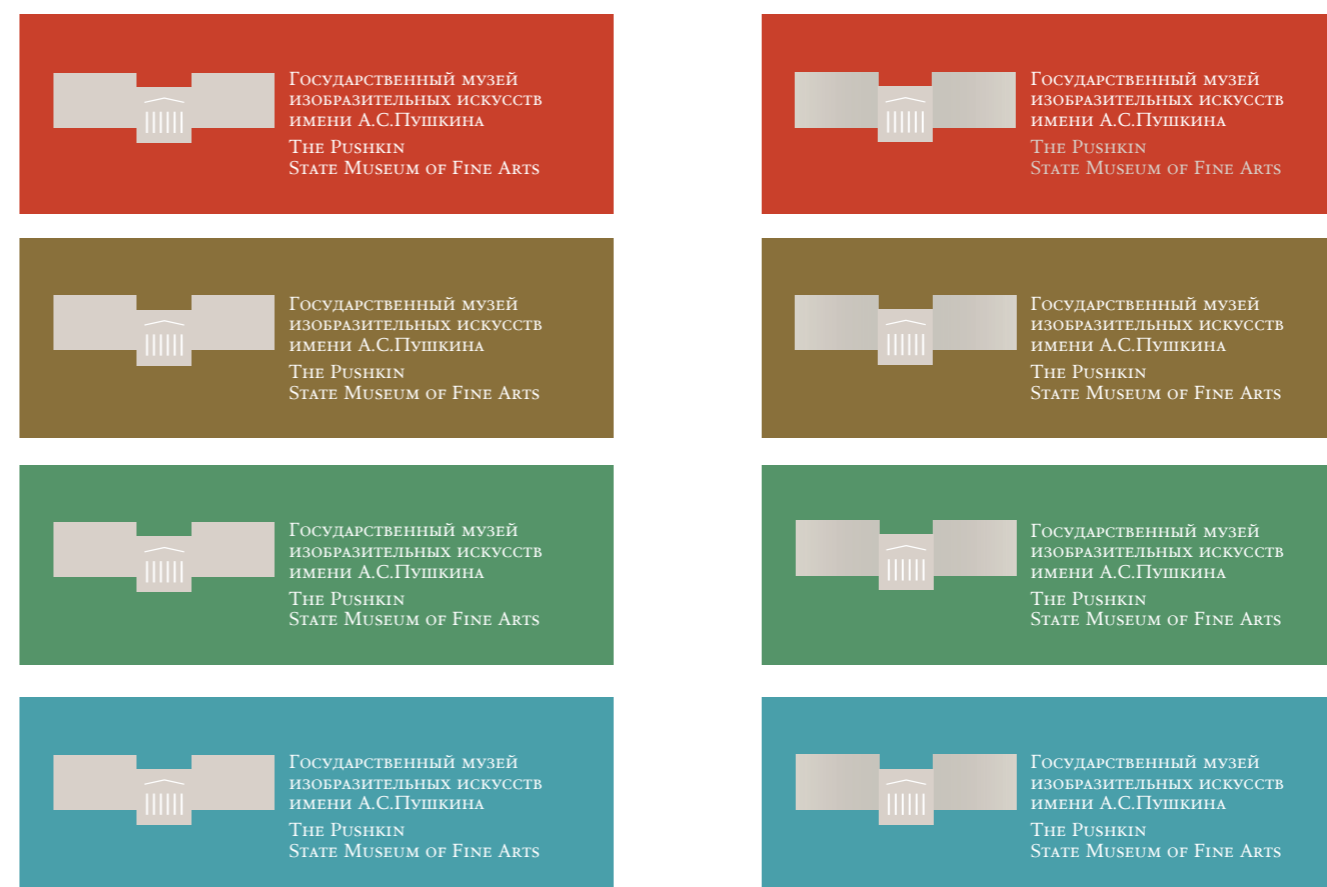 Государственный музей
изобразительных искусств
имени А.С.Пушкина
The Pushkin
State Museum of Fine Arts
Государственный музей
изобразительных искусств
имени А.С.Пушкина
The Pushkin
State Museum of Fine Arts
Государственный музей
изобразительных искусств
имени А.С.Пушкина
The Pushkin
State Museum of Fine Arts
Государственный музей
изобразительных искусств
имени А.С.Пушкина
The Pushkin
State Museum of Fine Arts
Государственный музей
изобразительных искусств
имени А.С.Пушкина
The Pushkin
State Museum of Fine Arts
Государственный музей
изобразительных искусств
имени А.С.Пушкина
The Pushkin
State Museum of Fine Arts
Государственный музей
изобразительных искусств
имени А.С.Пушкина
The Pushkin
State Museum of Fine Arts
Государственный музей
изобразительных искусств
имени А.С.Пушкина
The Pushkin
State Museum of Fine Arts